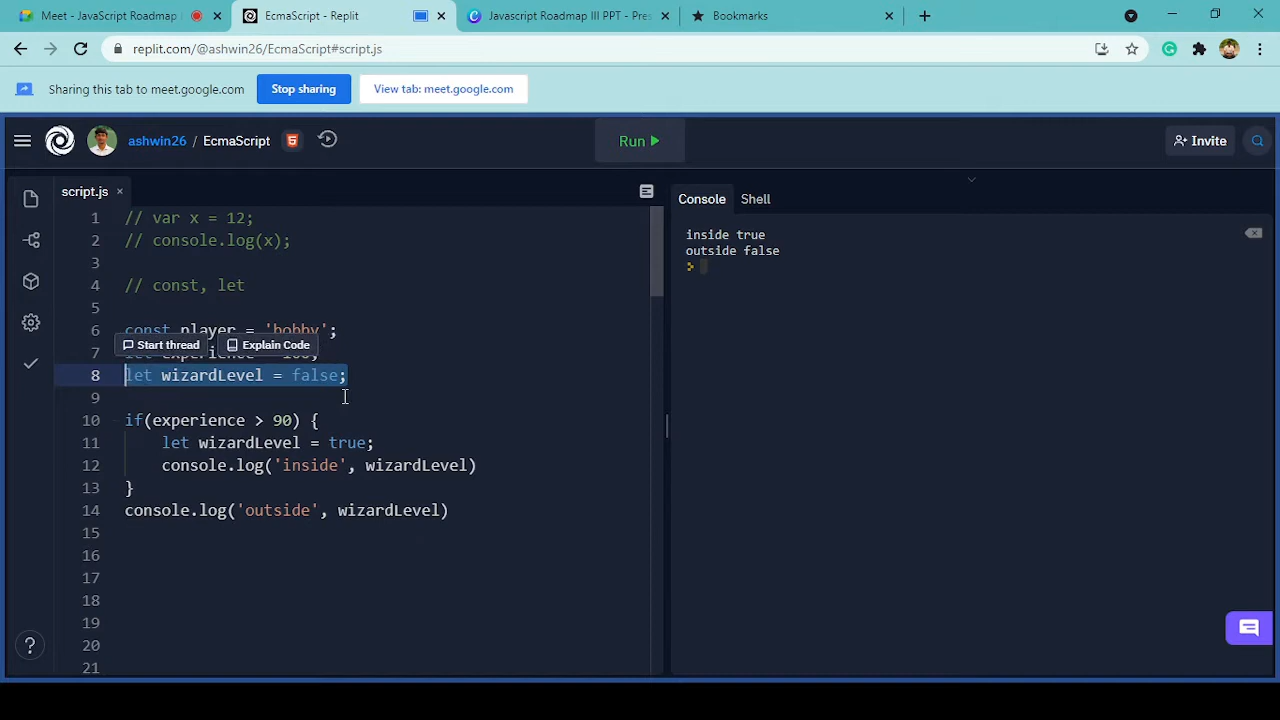 Meet - JavaScript Roadmap
EcmaScript - Replit
Javascript Roadmap III PPT - Pres
Bookmarks
replit.com/@ashwin26/EcmaScript#script.js
Sharing this tab to meet.google.com
Stop sharing
View tab: meet.google.com
ashwin26 / EcmaScript
Run
Invite
script.js
Console
Shell
1 // var x = 12;
2 // console.log(x);
3
4 // const, let
5
6 const player = 'bobby';
Start thread
Explain Code
7 let experience = 100;
8 let wizardLevel = false;
9
10 if(experience > 90) {
11 let wizardLevel = true;
12 console.log('inside', wizardLevel)
13 }
14 console.log('outside', wizardLevel)
15
16
17
18
19
20
21
inside true
outside false
>
?